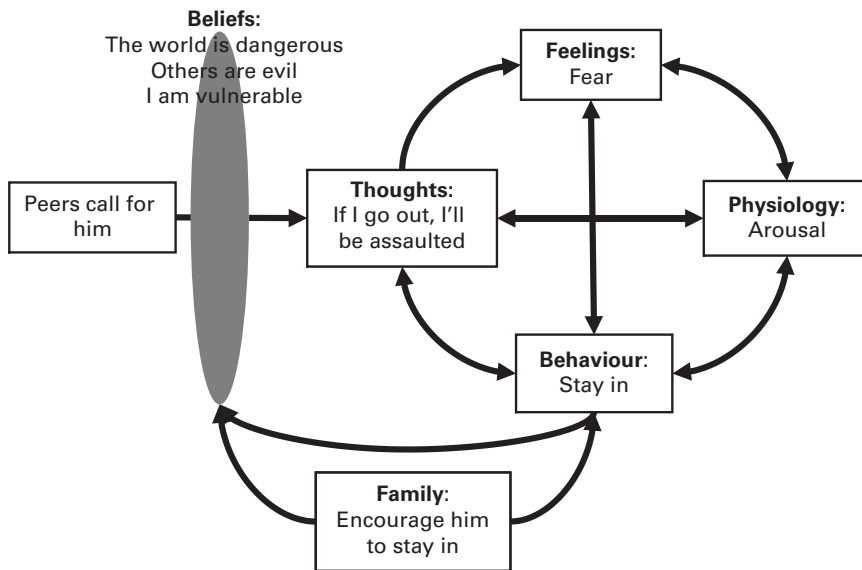 Beliefs:
The world is dangerous
Others are evil
I am vulnerable
Feelings:
Fear
Peers call for
him
Thoughts:
If I go out, I'll
be assaulted
Physiology:
Arousal
Behaviour:
Stay in
Family:
Encourage him
to stay in